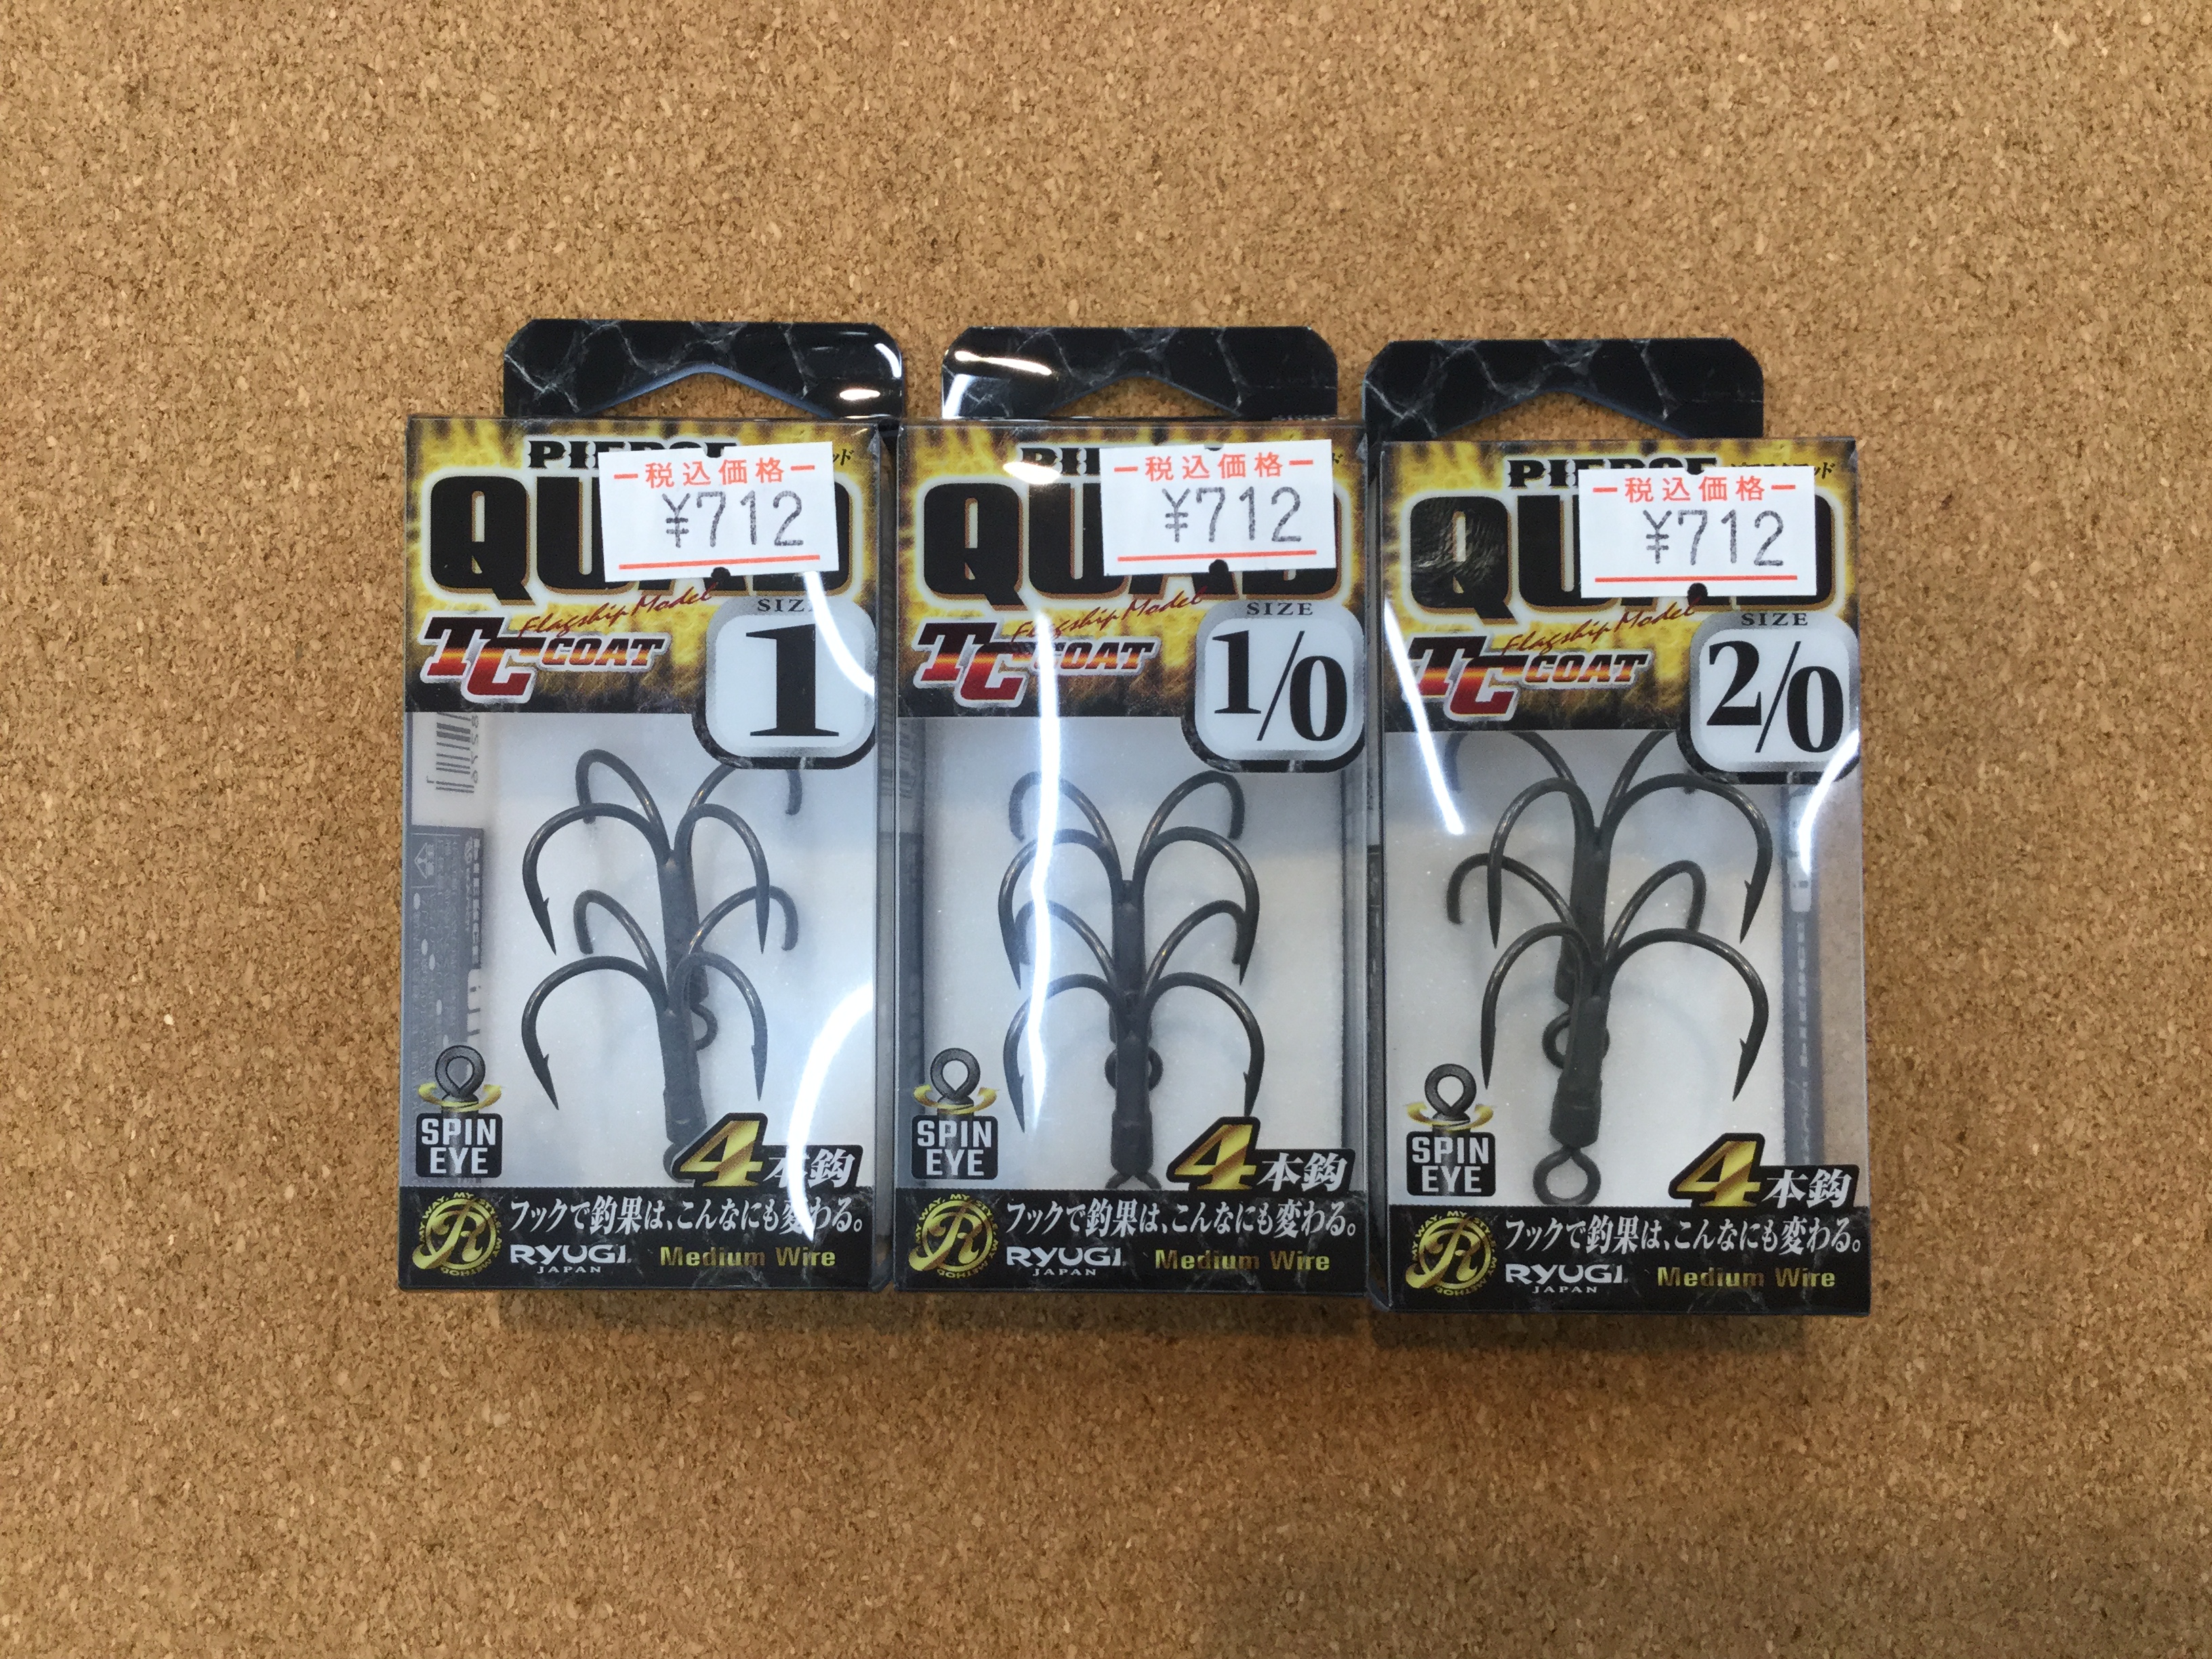 税込価格
¥712
QUAD
Flagship Model
TC COAT
SIZE
1
SPIN
EYE
4本鈎
フックで釣果は、こんなにも変わる。
RYUGI
JAPAN
Medium Wire
税込価格
¥712
QUAD
Flagship Model
TC COAT
SIZE
1/0
SPIN
EYE
4本鈎
フックで釣果は、こんなにも変わる。
RYUGI
JAPAN
Medium Wire
PIERCE
税込価格
¥712
QUAD
Flagship Model
TC COAT
SIZE
2/0
SPIN
EYE
4本鈎
フックで釣果は、こんなにも変わる。
RYUGI
JAPAN
Medium Wire